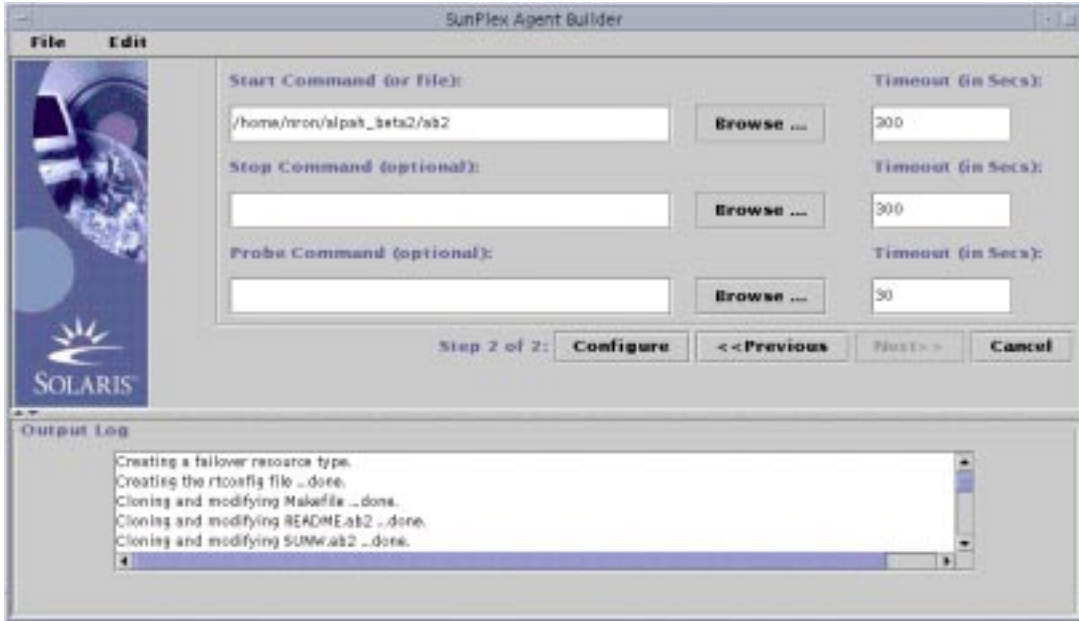 SunPlex Agent Builder
File Edit
Start Command (or file): Timeout (in Secs):
/home/nron/alpah_beta2/ab2 Browse ... 300
Stop Command (optional): Timeout (in Secs):
Browse ... 300
Probe Command (optional): Timeout (in Secs):
Browse ... 30
Step 2 of 2: Configure <<Previous Next>> Cancel
SOLARIS
Output Log
Creating a failover resource type.
Creating the rtconfig file ...done.
Cloning and modifying Makefile ...done.
Cloning and modifying README.ab2 ...done.
Cloning and modifying SUNW.ab2 ...done.